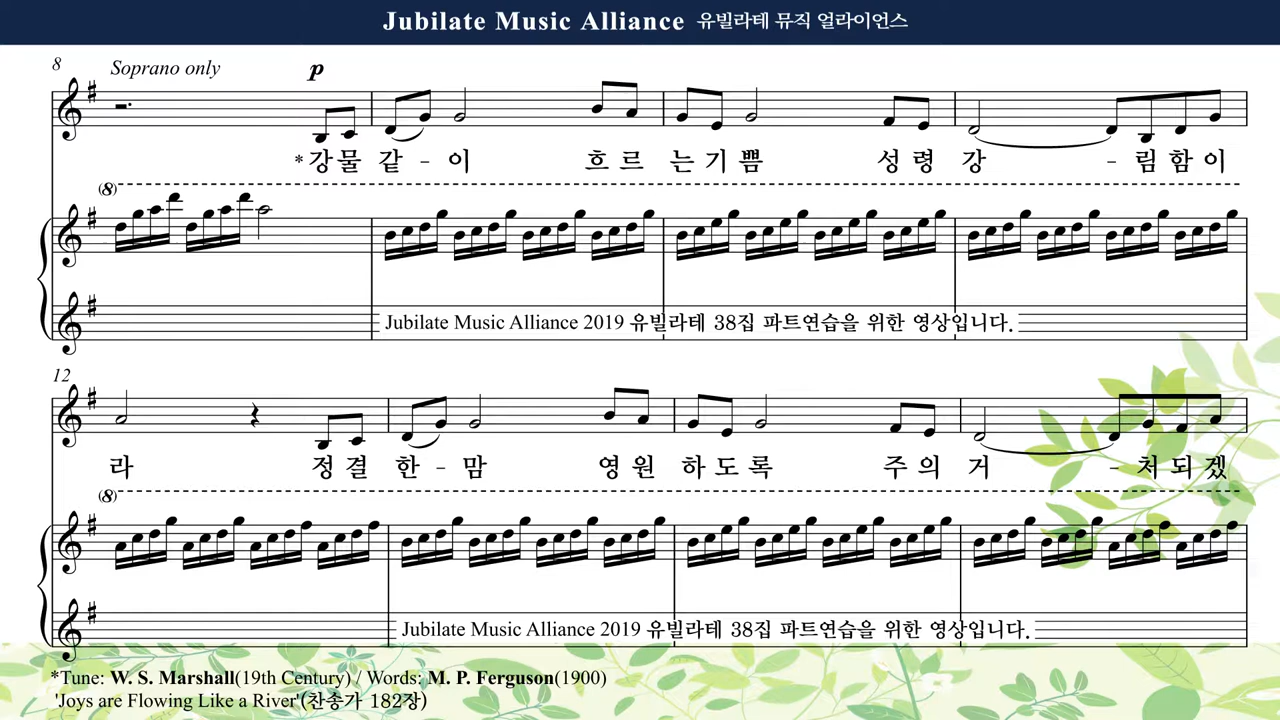 Jubilate Music Alliance 유빌라테 뮤직 얼라이언스
8 Soprano only p
*강물 같 - 이 흐르 는기 쁨 성령 강 - 림함이
(8)
Jubilate Music Alliance 2019 유빌라테 38집 파트연습을 위한 영상입니다.
12
라 정결 한 - 맘 영원 하도 록 주의 거 - 처되겠
(8)
Jubilate Music Alliance 2019 유빌라테 38집 파트연습을 위한 영상입니다.
*Tune: W. S. Marshall(19th Century) / Words: M. P. Ferguson(1900)
'Joys are Flowing Like a River'(찬송가 182장)